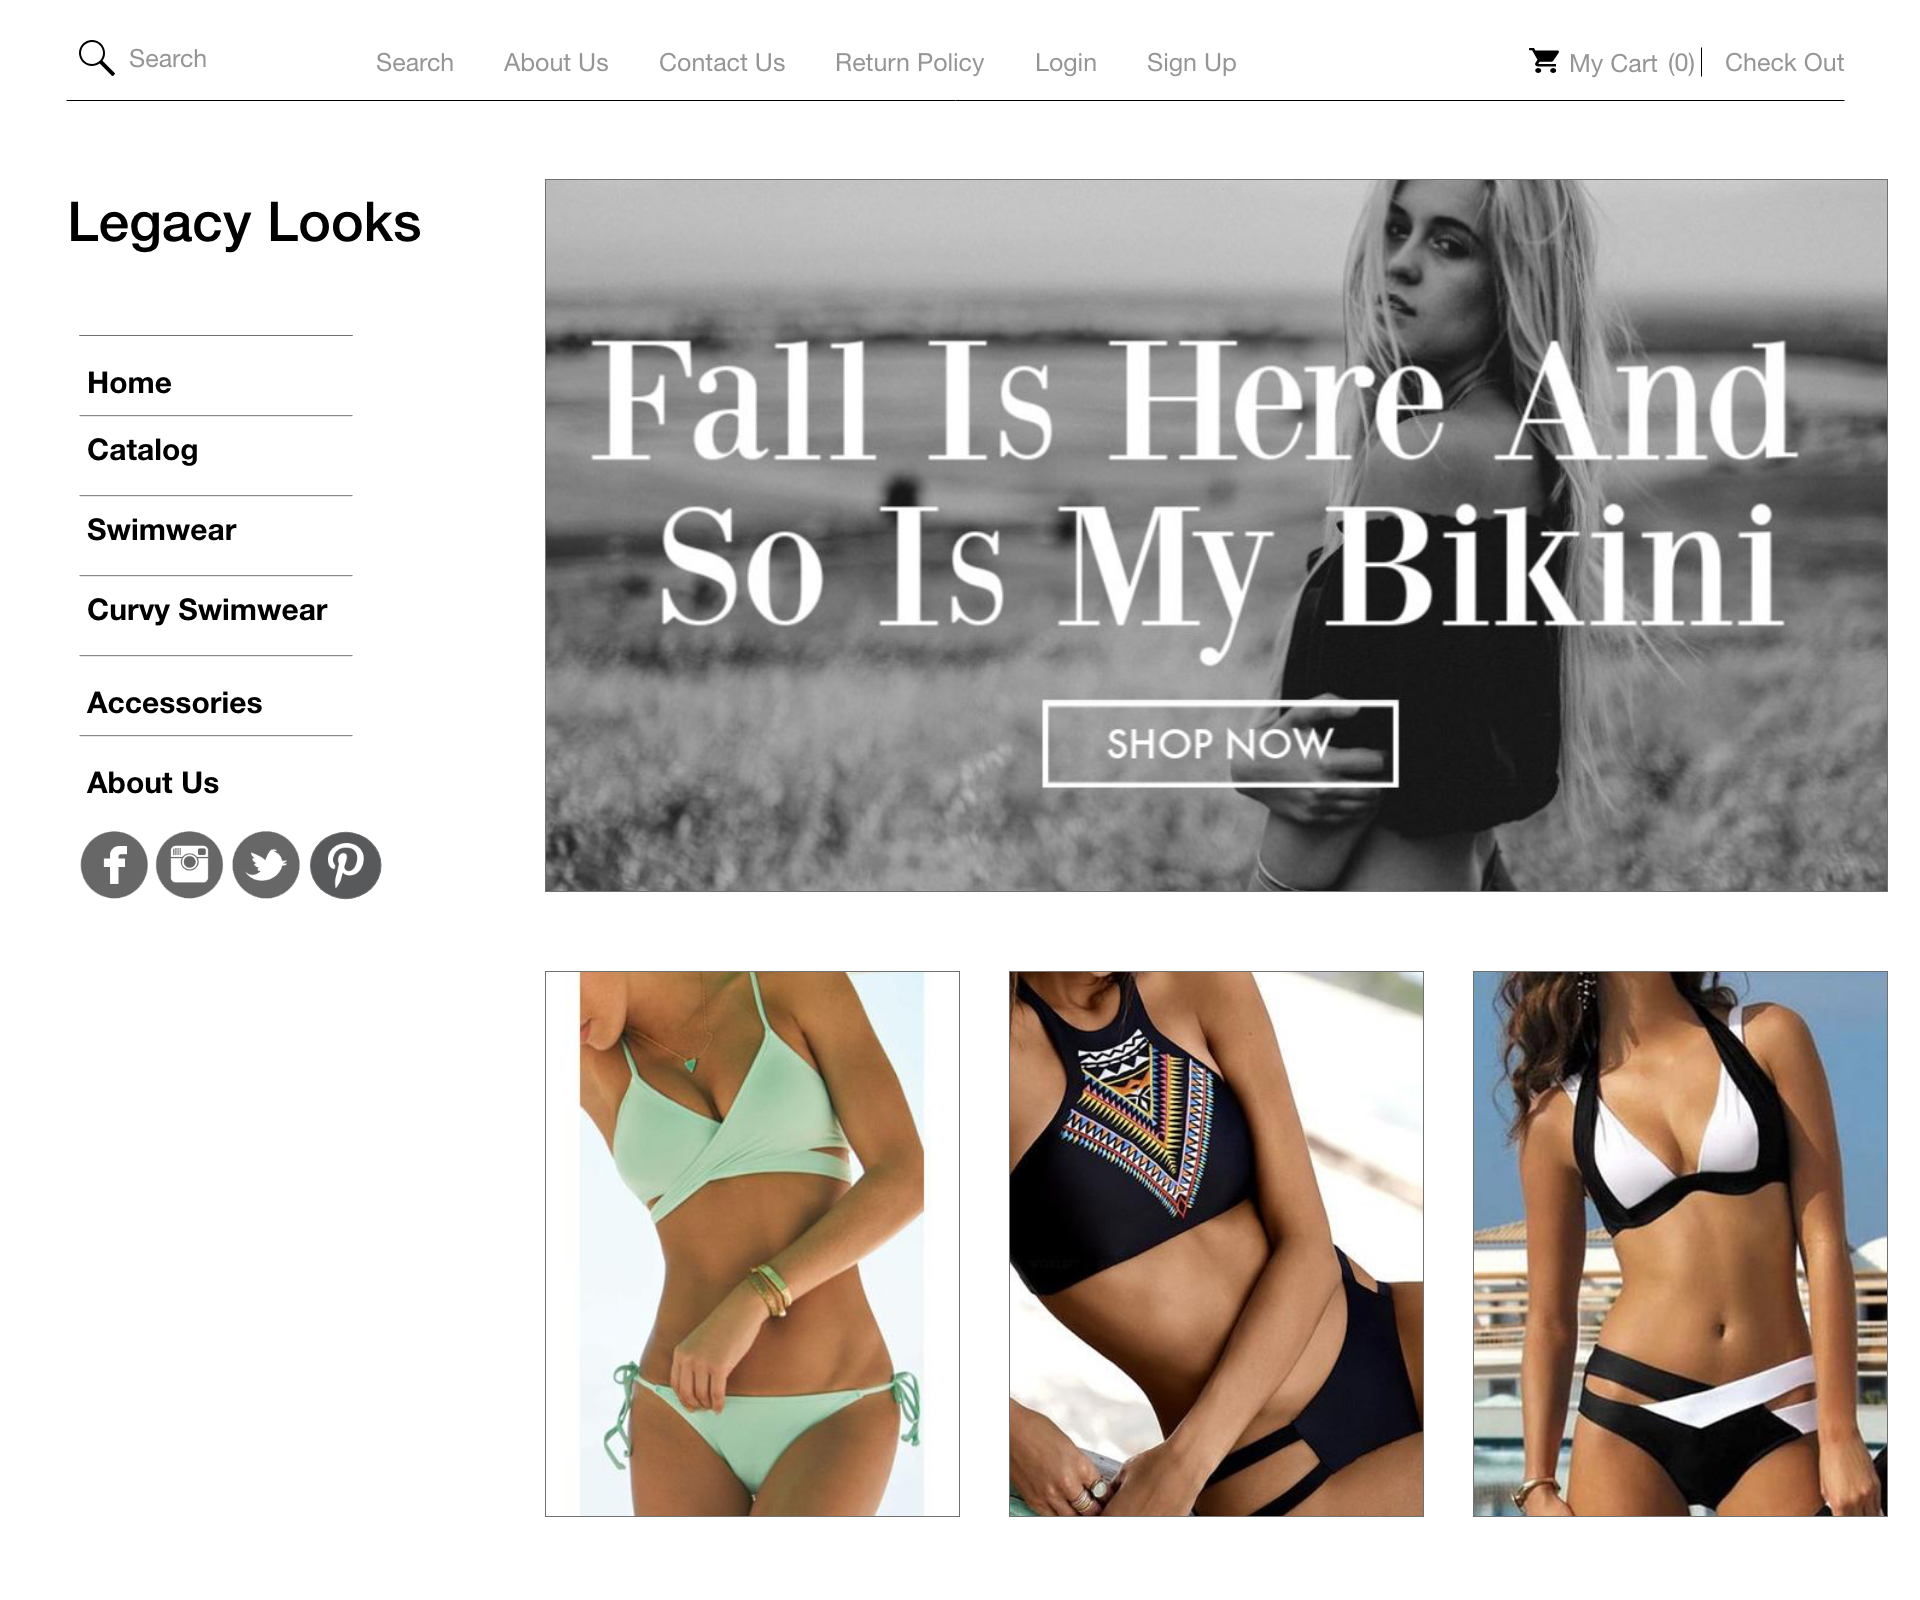 Search
Search About Us Contact Us Return Policy Login Sign Up
My Cart (0) Check Out
Legacy Looks
Home
Catalog
Swimwear
Curvy Swimwear
Accessories
About Us
Fall Is Here And
So Is My Bikini
SHOP NOW